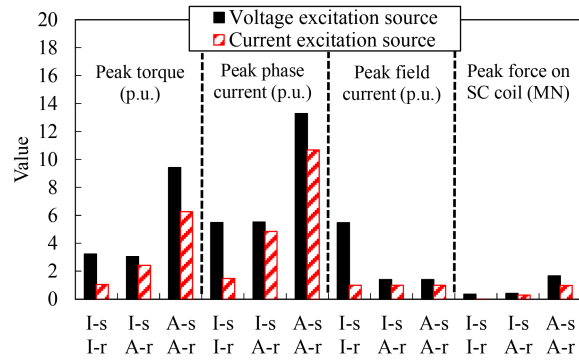 Voltage excitation source
Current excitation source
Peak torque (p.u.)
Peak phase current (p.u.)
Peak field current (p.u.)
Peak force on SC coil (MN)
Value
20
18
16
14
12
10
8
6
4
2
0
I-s I-s A-s I-s I-s A-s I-s I-s A-s I-s I-s A-s
I-r A-r A-r I-r A-r A-r I-r A-r A-r I-r A-r A-r